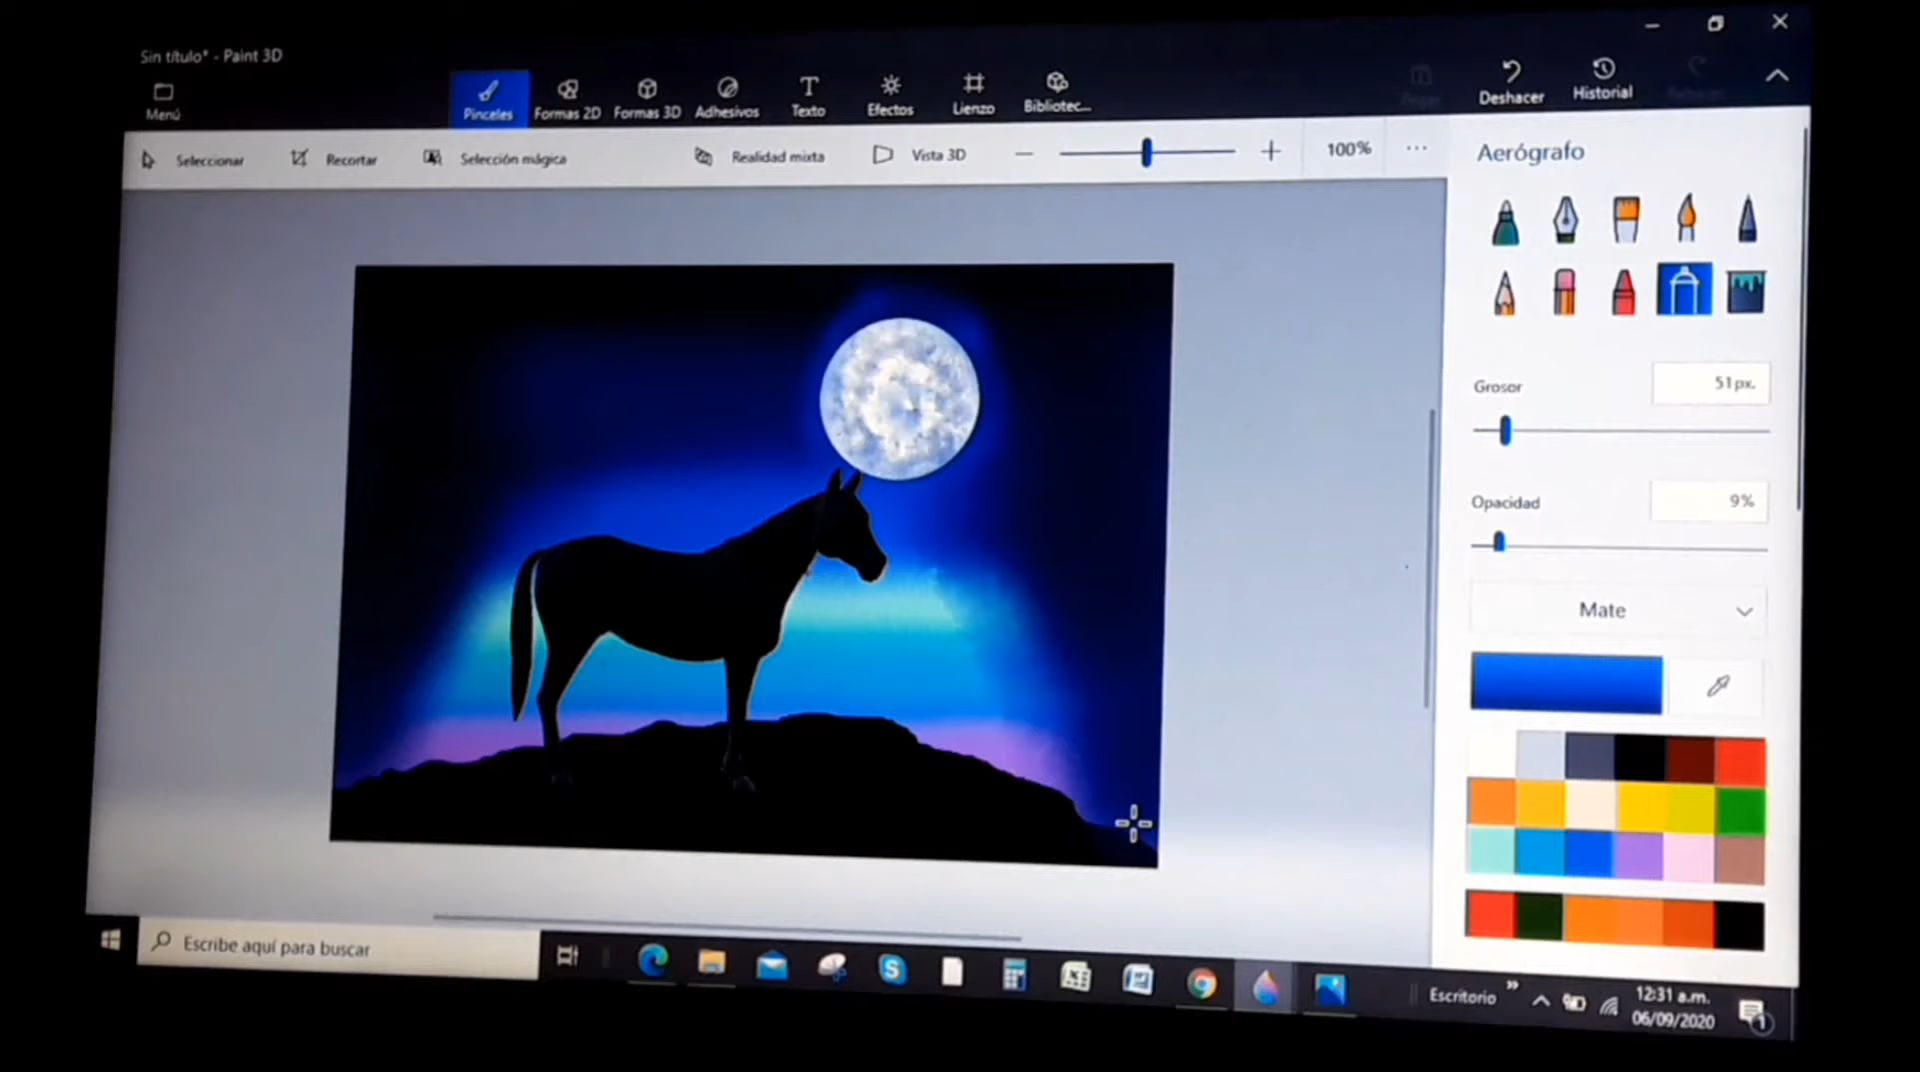 Sin título* - Paint 3D
Menú
Pinceles
Formas 2D
Formas 3D
Adhesivos
Texto
Efectos
Lienzo
Bibliotec...
Deshacer
Historial
Seleccionar
Recortar
Selección mágica
Realidad mixta
Vista 3D
100%
Aerógrafo
Grosor
51px.
Opacidad
9%
Mate
Escribe aquí para buscar
Escritorio
12:31 a.m.
06/09/2020
1